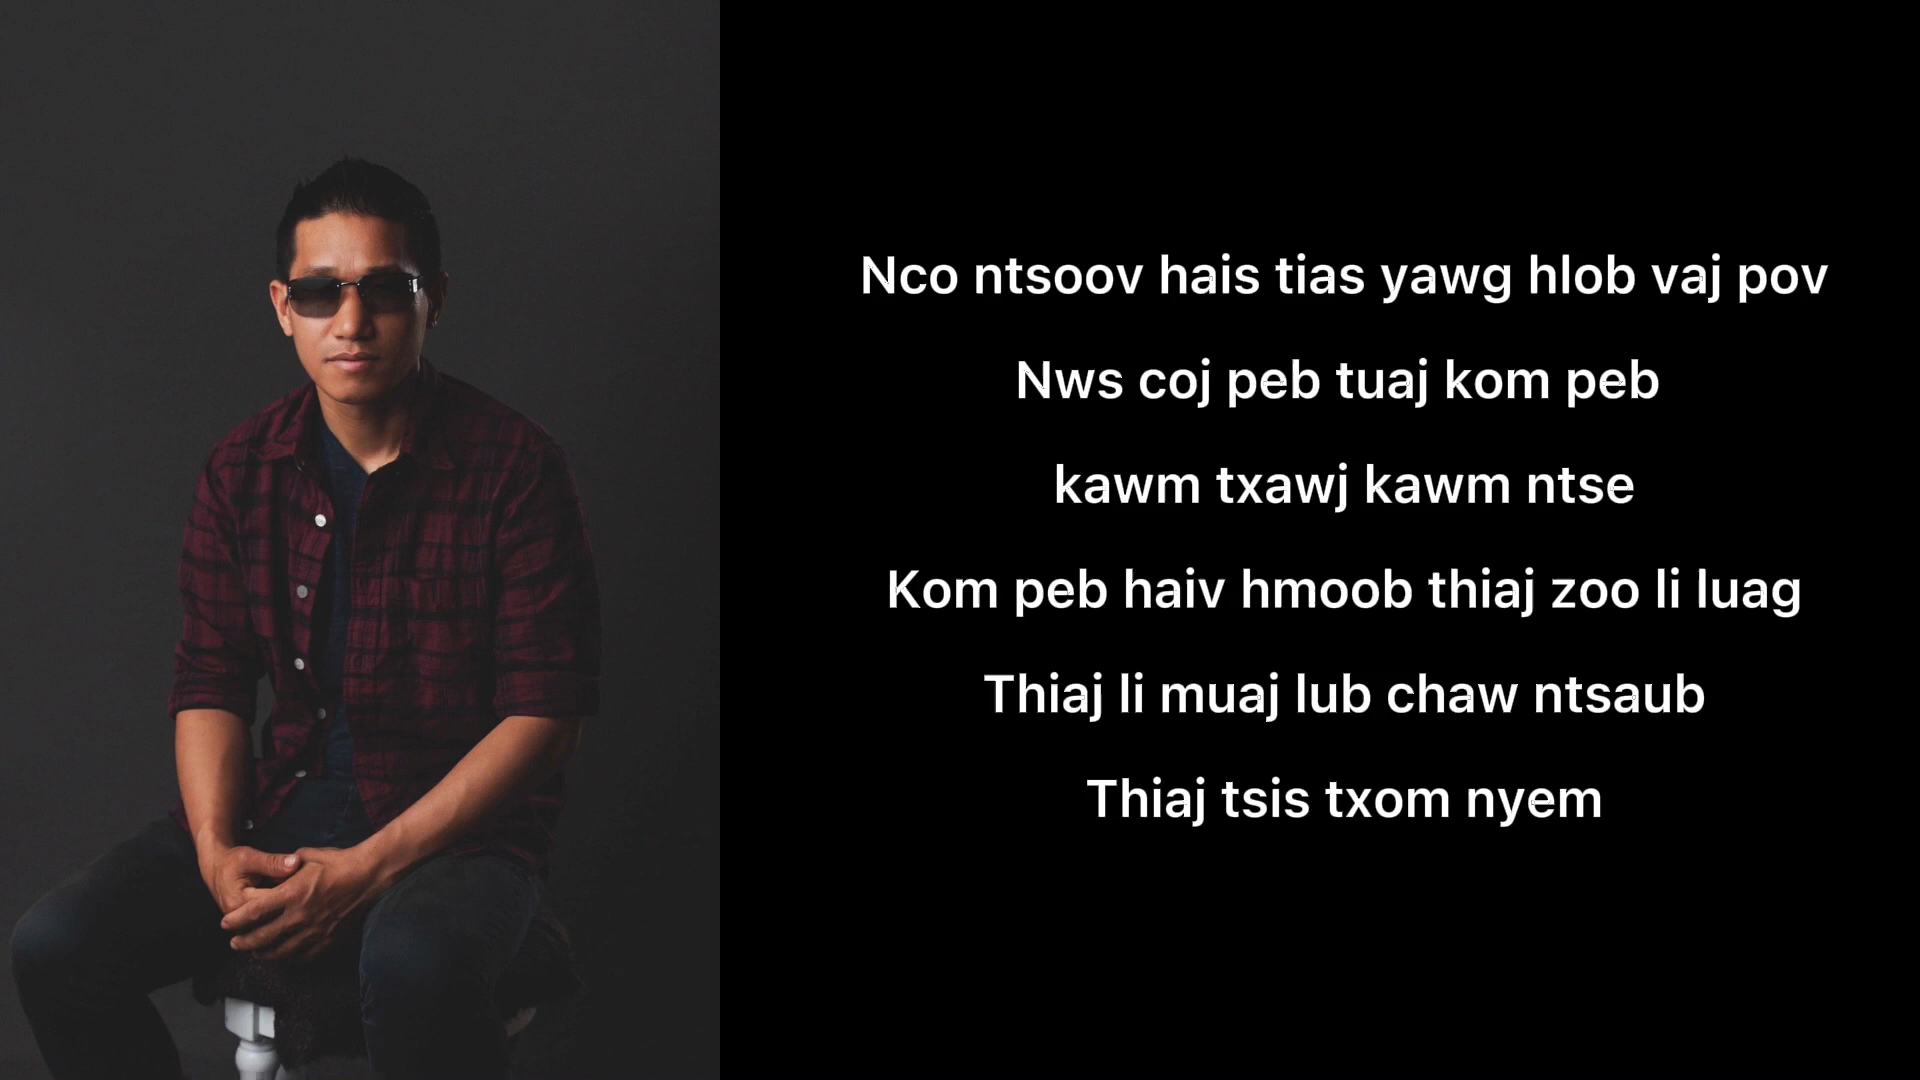 Nco ntsoov hais tias yawg hlob vaj pov
Nws coj peb tuaj kom peb
kawm txawj kawm ntse
Kom peb haiv hmoob thiaj zoo li luag
Thiaj li muaj lub chaw ntsaub
Thiaj tsis txom nyem